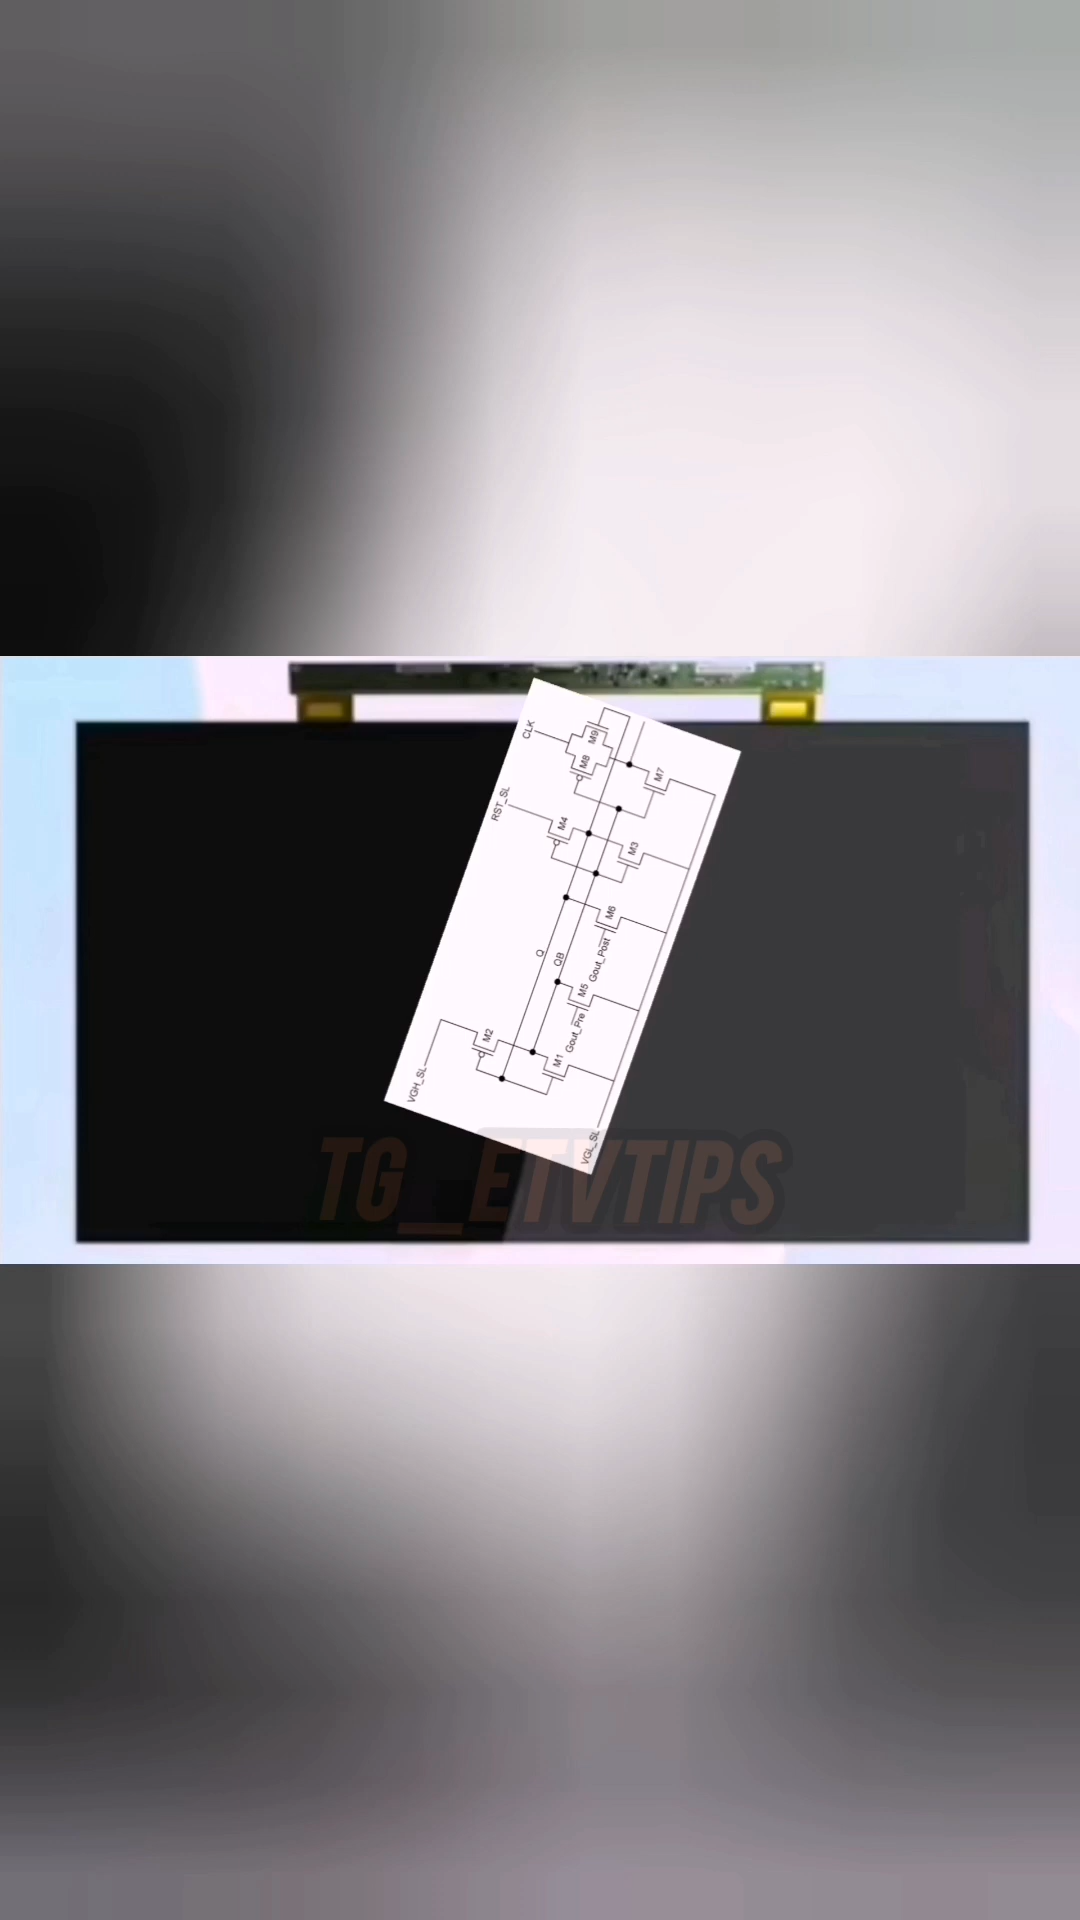 CLK
M9
M8
M7
RST_SL
M4
M3
M6
Gout_Post
Q
QB
M5
Gout_Pre
M2
M1
VGH_SL
VGL_SL
TG_ETVTIPS